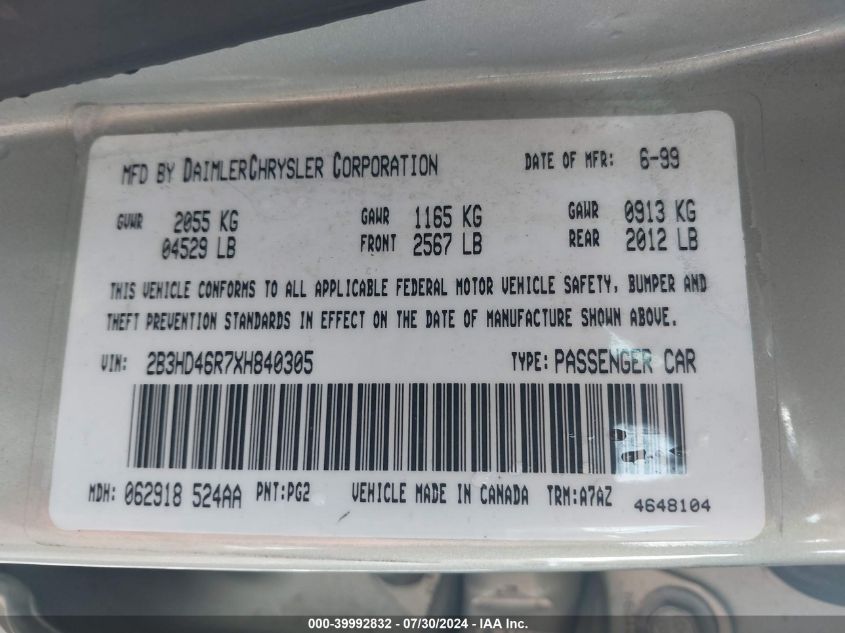 MFD BY DAIMLERCHRYSLER CORPORATION DATE OF MFR: 6-99
GVWR 2055 KG GAWR 1165 KG GAWR 0913 KG
04529 LB FRONT 2567 LB REAR 2012 LB
THIS VEHICLE CONFORMS TO ALL APPLICABLE FEDERAL MOTOR VEHICLE SAFETY, BUMPER AND
THEFT PREVENTION STANDARDS IN EFFECT ON THE DATE OF MANUFACTURE SHOWN ABOVE.
VIN: 2B3HD46R7XH840305 TYPE: PASSENGER CAR
MDH: 062918 524AA PNT:PG2 VEHICLE MADE IN CANADA TRM:A7AZ 4648104
000-39992832 / 07/30/2024 - IAA Inc.